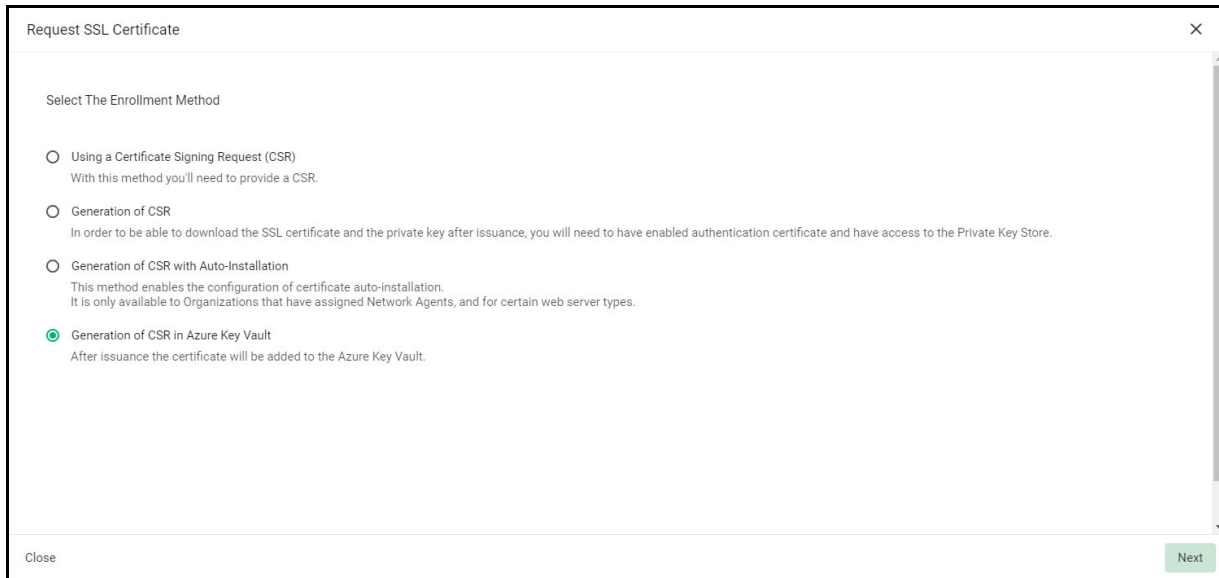 Request SSL Certificate
Select The Enrollment Method
Using a Certificate Signing Request (CSR)
With this method you'll need to provide a CSR.
Generation of CSR
In order to be able to download the SSL certificate and the private key after issuance, you will need to have enabled authentication certificate and have access to the Private Key Store.
Generation of CSR with Auto-Installation
This method enables the configuration of certificate auto-installation.
It is only available to Organizations that have assigned Network Agents, and for certain web server types.
Generation of CSR in Azure Key Vault
After issuance the certificate will be added to the Azure Key Vault.
Close
Next